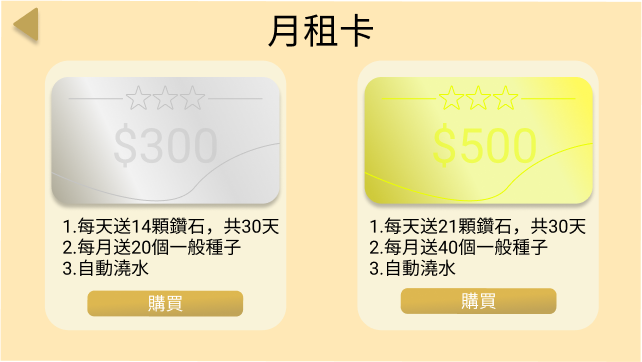 月租卡
$300
1.每天送14顆鑽石，共30天
2.每月送20個一般種子
3.自動澆水
購買
$500
1.每天送21顆鑽石，共30天
2.每月送40個一般種子
3.自動澆水
購買